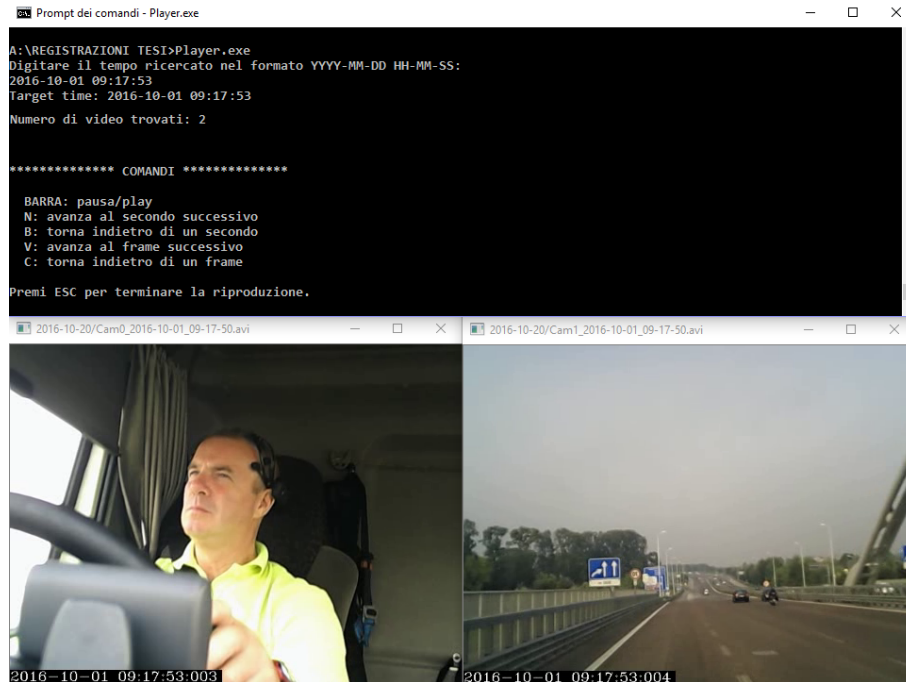 Prompt dei comandi - Player.exe
A:\REGISTRAZIONI TESI>Player.exe
Digitare il tempo ricercato nel formato YYYY-MM-DD HH-MM-SS:
2016-10-01 09:17:53
Target time: 2016-10-01 09:17:53
Numero di video trovati: 2
************** COMANDI **************
BARRA: pausa/play
N: avanza al secondo successivo
B: torna indietro di un secondo
V: avanza al frame successivo
C: torna indietro di un frame
Premi ESC per terminare la riproduzione.
2016-10-20/Cam0_2016-10-01_09-17-50.avi
2016-10-20/Cam1_2016-10-01_09-17-50.avi
2016-10-01 09:17:53:003
2016-10-01 09:17:53:004